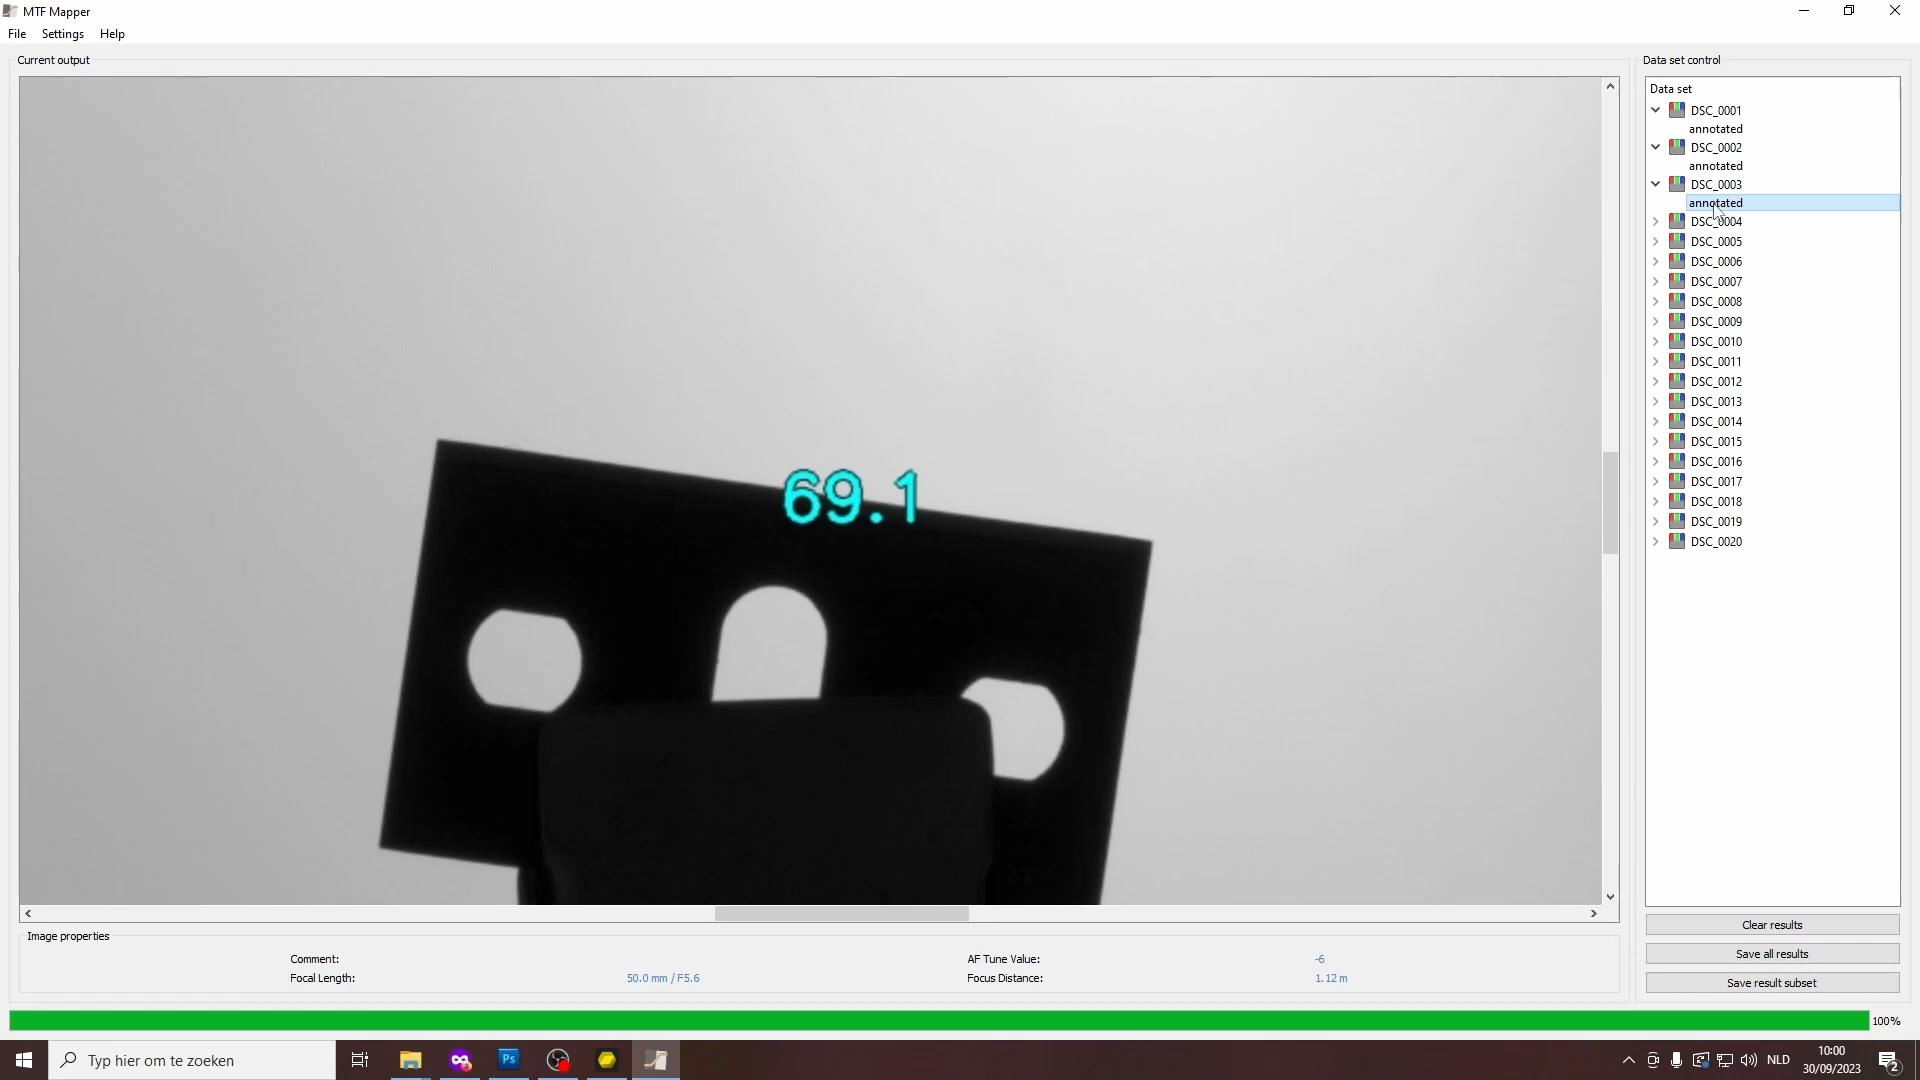 MTF Mapper
File Settings Help
Current output
69.1
Image properties
Comment:
AF Tune Value: -6
Focal Length: 50.0 mm / F5.6
Focus Distance: 1.12 m
Data set control
Data set
DSC_0001
annotated
DSC_0002
annotated
DSC_0003
annotated
DSC_0004
DSC_0005
DSC_0006
DSC_0007
DSC_0008
DSC_0009
DSC_0010
DSC_0011
DSC_0012
DSC_0013
DSC_0014
DSC_0015
DSC_0016
DSC_0017
DSC_0018
DSC_0019
DSC_0020
Clear results
Save all results
Save result subset
100%
Typ hier om te zoeken
Ps
NLD
10:00
30/09/2023
2